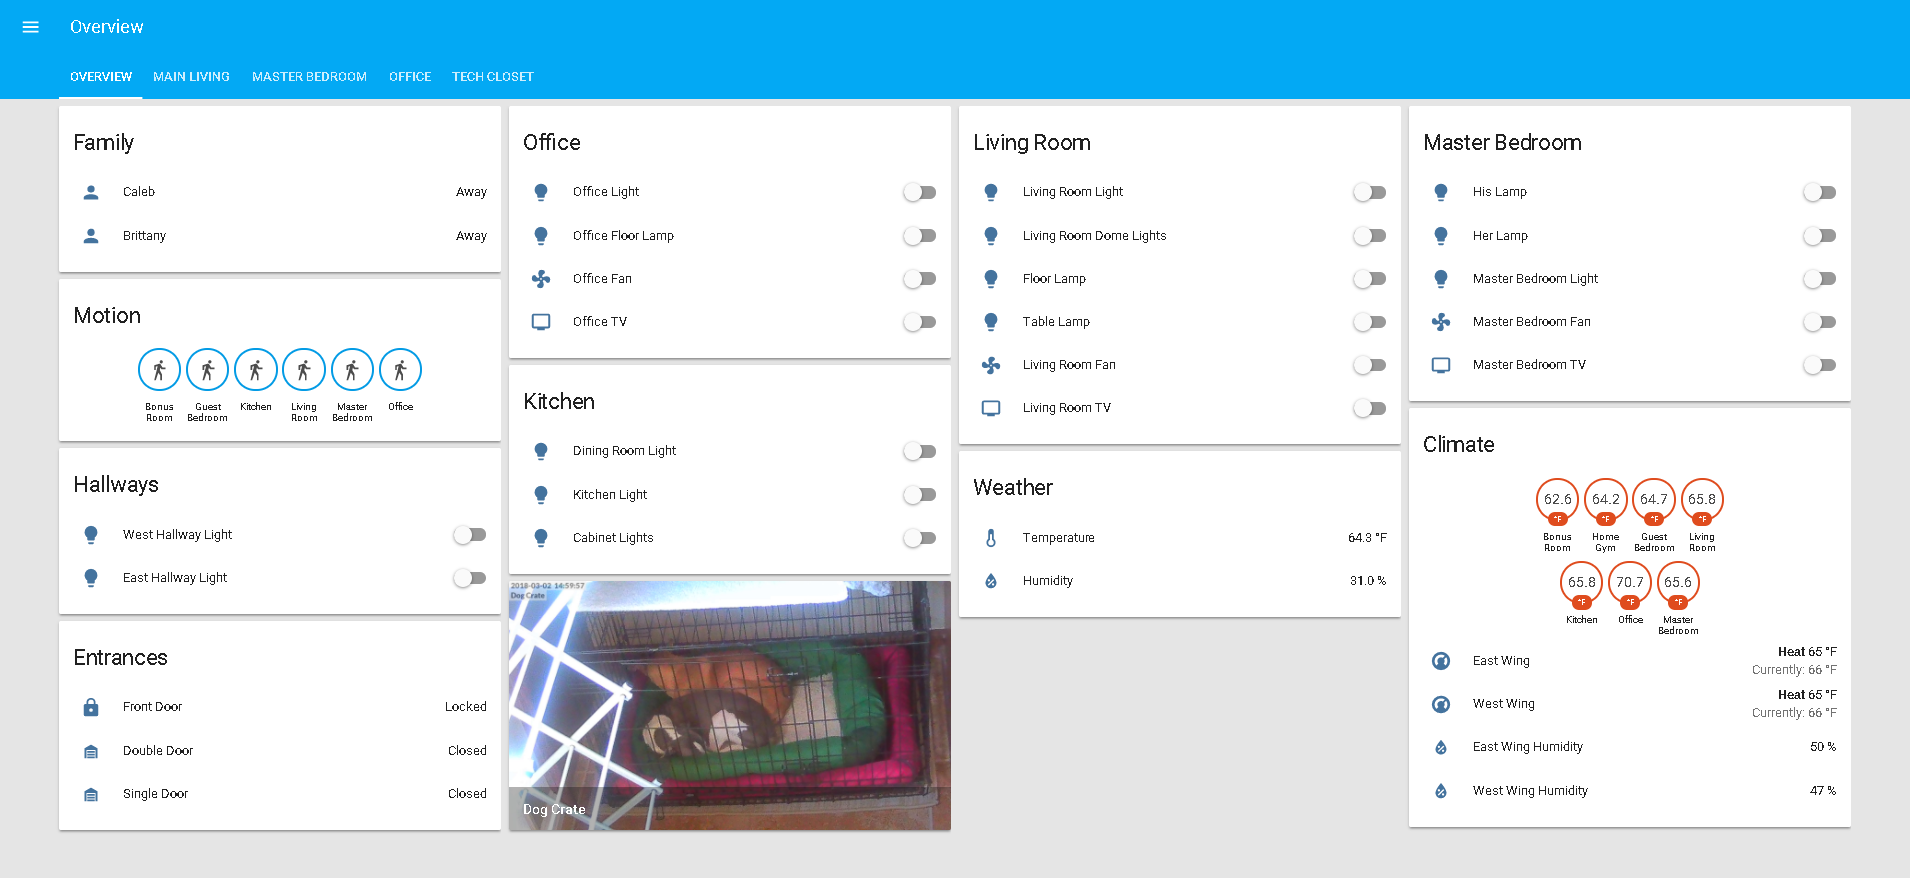 Overview
OVERVIEW MAIN LIVING MASTER BEDROOM OFFICE TECH CLOSET
Family
Caleb Away
Brittany Away
Motion
Bonus Room
Guest Bedroom
Kitchen
Living Room
Master Bedroom
Office
Hallways
West Hallway Light
East Hallway Light
Entrances
Front Door Locked
Double Door Closed
Single Door Closed
Office
Office Light
Office Floor Lamp
Office Fan
Office TV
Kitchen
Dining Room Light
Kitchen Light
Cabinet Lights
2018-03-02 14:59:57
Dog Crate
Dog Crate
Living Room
Living Room Light
Living Room Dome Lights
Floor Lamp
Table Lamp
Living Room Fan
Living Room TV
Weather
Temperature 64.3 °F
Humidity 31.0 %
Master Bedroom
His Lamp
Her Lamp
Master Bedroom Light
Master Bedroom Fan
Master Bedroom TV
Climate
62.6 64.2 64.7 65.8
°F °F °F °F
Bonus Home Guest Living
Room Gym Bedroom Room
65.8 70.7 65.6
°F °F °F
Kitchen Office Master
Bedroom
East Wing Heat 65 °F
Currently: 66 °F
West Wing Heat 65 °F
Currently: 66 °F
East Wing Humidity 50 %
West Wing Humidity 47 %